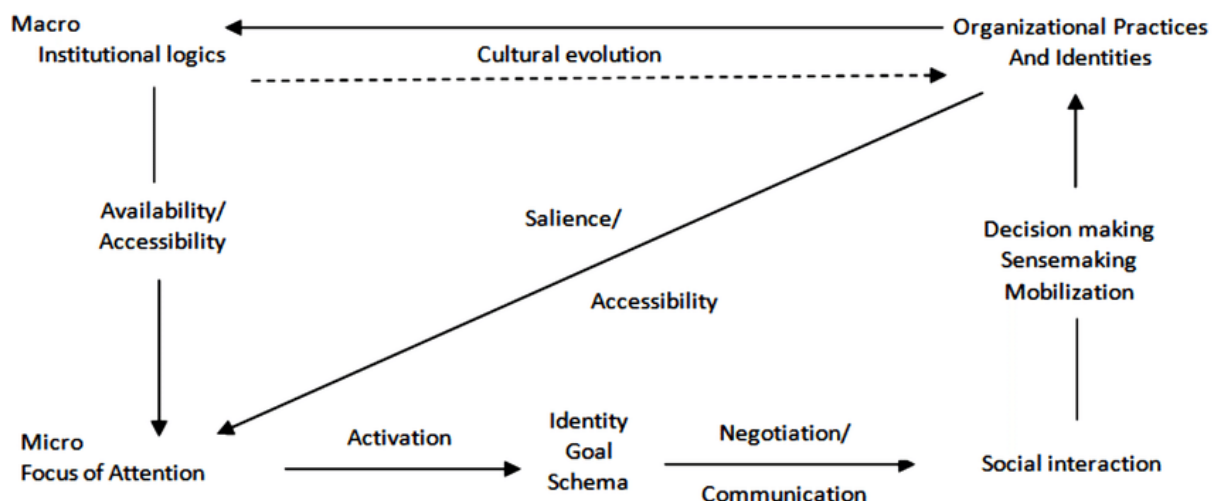 Macro
Institutional logics
Cultural evolution
Organizational Practices
And Identities
Availability/
Accessibility
Salience/
Accessibility
Decision making
Sensemaking
Mobilization
Micro
Focus of Attention
Activation
Identity
Goal
Schema
Negotiation/
Communication
Social interaction